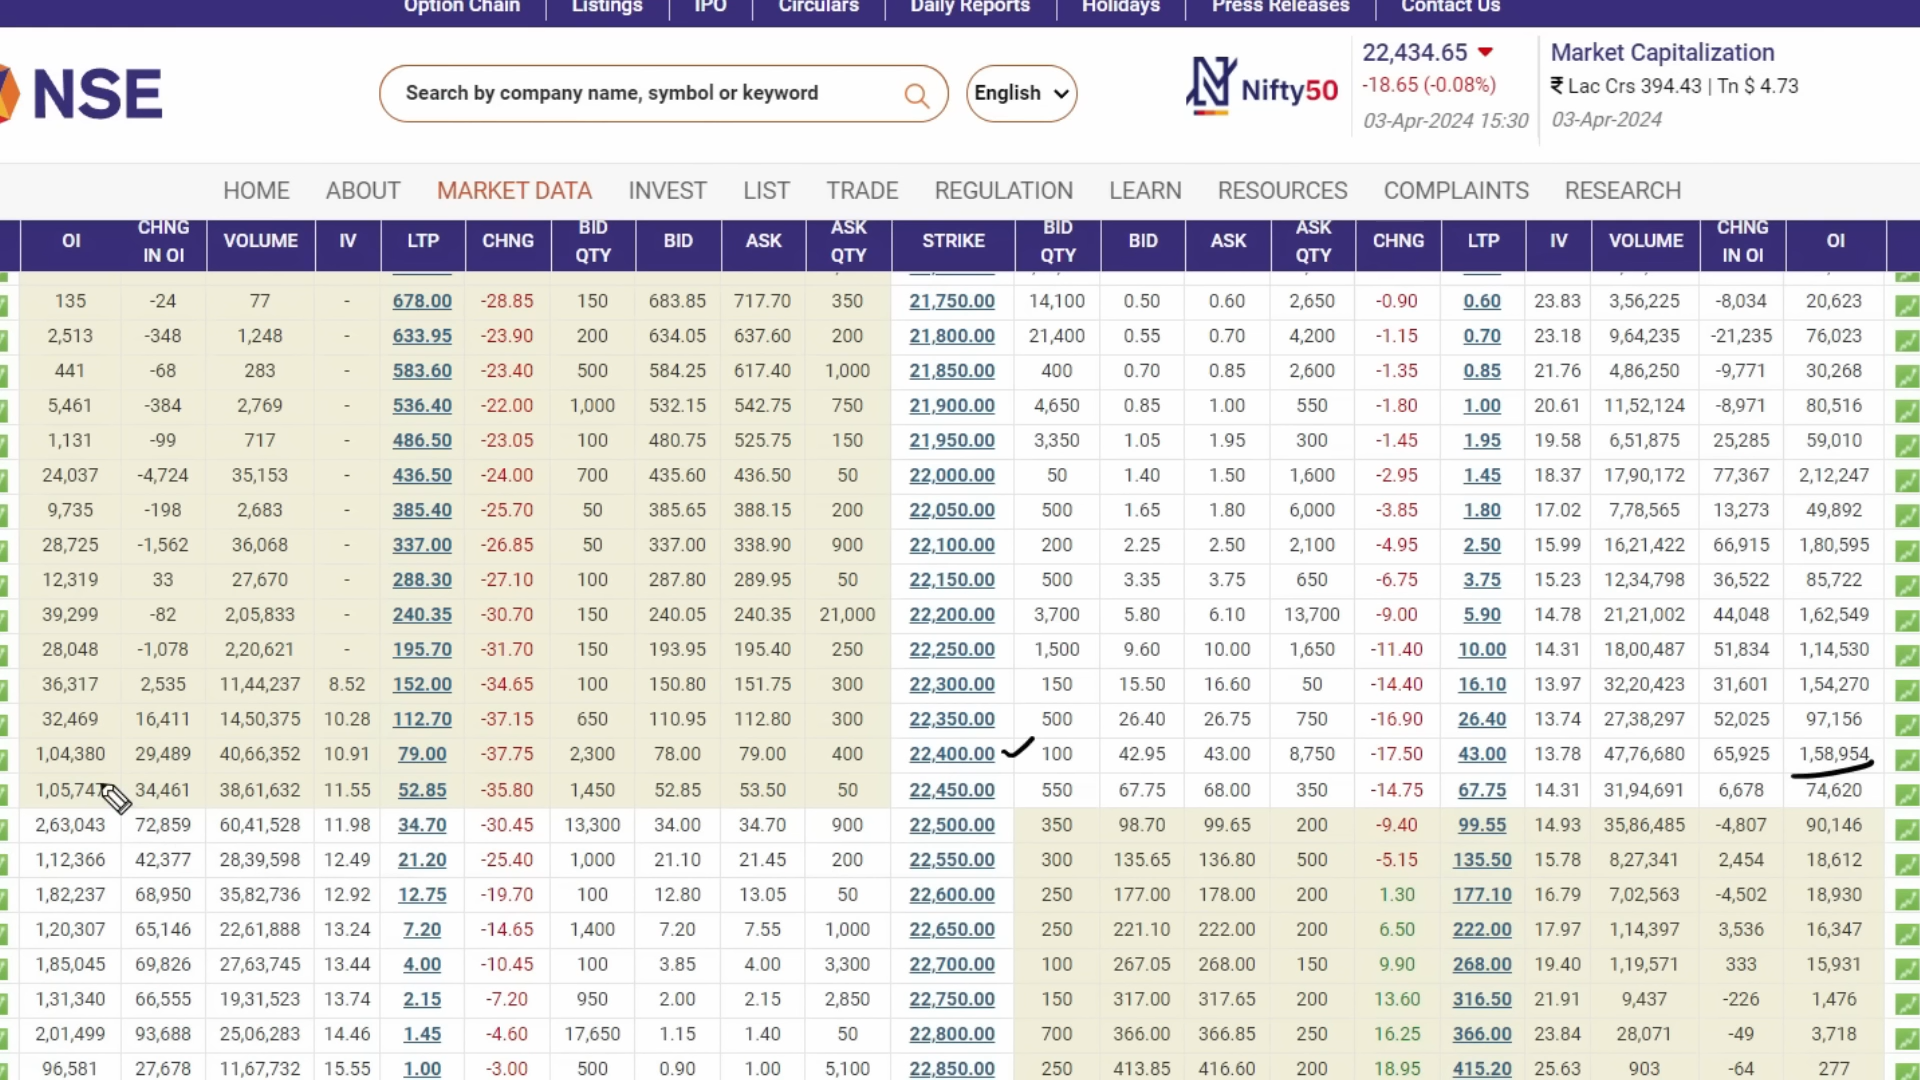 Option Chain Listings IPO Circulars Daily Reports Holidays Press Releases Contact Us
NSE
Search by company name, symbol or keyword
English
Nifty50
22,434.65
-18.65 (-0.08%)
03-Apr-2024 15:30
Market Capitalization
₹ Lac Crs 394.43 | Tn $ 4.73
03-Apr-2024
HOME ABOUT MARKET DATA INVEST LIST TRADE REGULATION LEARN RESOURCES COMPLAINTS RESEARCH
OI CHNG IN OI VOLUME IV LTP CHNG BID QTY BID ASK ASK QTY STRIKE BID QTY BID ASK ASK QTY CHNG LTP IV VOLUME CHNG IN OI OI
135 -24 77 - 678.00 -28.85 150 683.85 717.70 350 21,750.00 14,100 0.50 0.60 2,650 -0.90 0.60 23.83 3,56,225 -8,034 20,623
2,513 -348 1,248 - 633.95 -23.90 200 634.05 637.60 200 21,800.00 21,400 0.55 0.70 4,200 -1.15 0.70 23.18 9,64,235 -21,235 76,023
441 -68 283 - 583.60 -23.40 500 584.25 617.40 1,000 21,850.00 400 0.70 0.85 2,600 -1.35 0.85 21.76 4,86,250 -9,771 30,268
5,461 -384 2,769 - 536.40 -22.00 1,000 532.15 542.75 750 21,900.00 4,650 0.85 1.00 550 -1.80 1.00 20.61 11,52,124 -8,971 80,516
1,131 -99 717 - 486.50 -23.05 100 480.75 525.75 150 21,950.00 3,350 1.05 1.95 300 -1.45 1.95 19.58 6,51,875 25,285 59,010
24,037 -4,724 35,153 - 436.50 -24.00 700 435.60 436.50 50 22,000.00 50 1.40 1.50 1,600 -2.95 1.45 18.37 17,90,172 77,367 2,12,247
9,735 -198 2,683 - 385.40 -25.70 50 385.65 388.15 200 22,050.00 500 1.65 1.80 6,000 -3.85 1.80 17.02 7,78,565 13,273 49,892
28,725 -1,562 36,068 - 337.00 -26.85 50 337.00 338.90 900 22,100.00 200 2.25 2.50 2,100 -4.95 2.50 15.99 16,21,422 66,915 1,80,595
12,319 33 27,670 - 288.30 -27.10 100 287.80 289.95 50 22,150.00 500 3.35 3.75 650 -6.75 3.75 15.23 12,34,798 36,522 85,722
39,299 -82 2,05,833 - 240.35 -30.70 150 240.05 240.35 21,000 22,200.00 3,700 5.80 6.10 13,700 -9.00 5.90 14.78 21,21,002 44,048 1,62,549
28,048 -1,078 2,20,621 - 195.70 -31.70 150 193.95 195.40 250 22,250.00 1,500 9.60 10.00 1,650 -11.40 10.00 14.31 18,00,487 51,834 1,14,530
36,317 2,535 11,44,237 8.52 152.00 -34.65 100 150.80 151.75 300 22,300.00 150 15.50 16.60 50 -14.40 16.10 13.97 32,20,423 31,601 1,54,270
32,469 16,411 14,50,375 10.28 112.70 -37.15 650 110.95 112.80 300 22,350.00 500 26.40 26.75 750 -16.90 26.40 13.74 27,38,297 52,025 97,156
1,04,380 29,489 40,66,352 10.91 79.00 -37.75 2,300 78.00 79.00 400 22,400.00 100 42.95 43.00 8,750 -17.50 43.00 13.78 47,76,680 65,925 1,58,954
1,05,747 34,461 38,61,632 11.55 52.85 -35.80 1,450 52.85 53.50 50 22,450.00 550 67.75 68.00 350 -14.75 67.75 14.31 31,94,691 6,678 74,620
2,63,043 72,859 60,41,528 11.98 34.70 -30.45 13,300 34.00 34.70 900 22,500.00 350 98.70 99.65 200 -9.40 99.55 14.93 35,86,485 -4,807 90,146
1,12,366 42,377 28,39,598 12.49 21.20 -25.40 1,000 21.10 21.45 200 22,550.00 300 135.65 136.80 500 -5.15 135.50 15.78 8,27,341 2,454 18,612
1,82,237 68,950 35,82,736 12.92 12.75 -19.70 100 12.80 13.05 50 22,600.00 250 177.00 178.00 200 1.30 177.10 16.79 7,02,563 -4,502 18,930
1,20,307 65,146 22,61,888 13.24 7.20 -14.65 1,400 7.20 7.55 1,000 22,650.00 250 221.10 222.00 200 6.50 222.00 17.97 1,14,397 3,536 16,347
1,85,045 69,826 27,63,745 13.44 4.00 -10.45 100 3.85 4.00 3,300 22,700.00 100 267.05 268.00 150 9.90 268.00 19.40 1,19,571 333 15,931
1,31,340 66,555 19,31,523 13.74 2.15 -7.20 950 2.00 2.15 2,850 22,750.00 150 317.00 317.65 200 13.60 316.50 21.91 9,437 -226 1,476
2,01,499 93,688 25,06,283 14.46 1.45 -4.60 17,650 1.15 1.40 50 22,800.00 700 366.00 366.85 250 16.25 366.00 23.84 28,071 -49 3,718
96,581 27,678 11,67,732 15.55 1.00 -3.00 500 0.90 1.00 5,100 22,850.00 250 413.85 416.60 200 18.95 415.20 25.63 903 -64 277